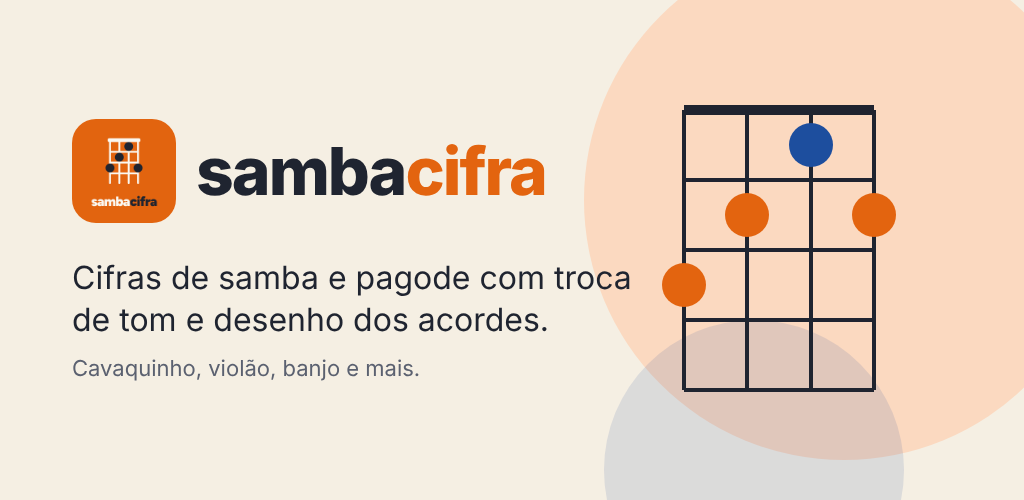 sambacifra
sambacifra
Cifras de samba e pagode com troca
de tom e desenho dos acordes.
Cavaquinho, violão, banjo e mais.